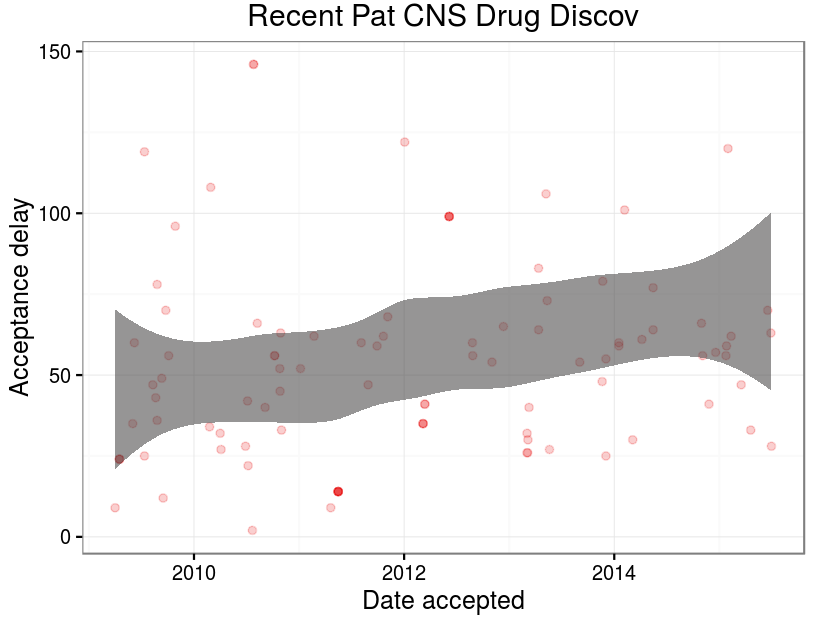 Recent Pat CNS Drug Discov
150
100
50
0
Acceptance delay
2010 2012 2014
Date accepted